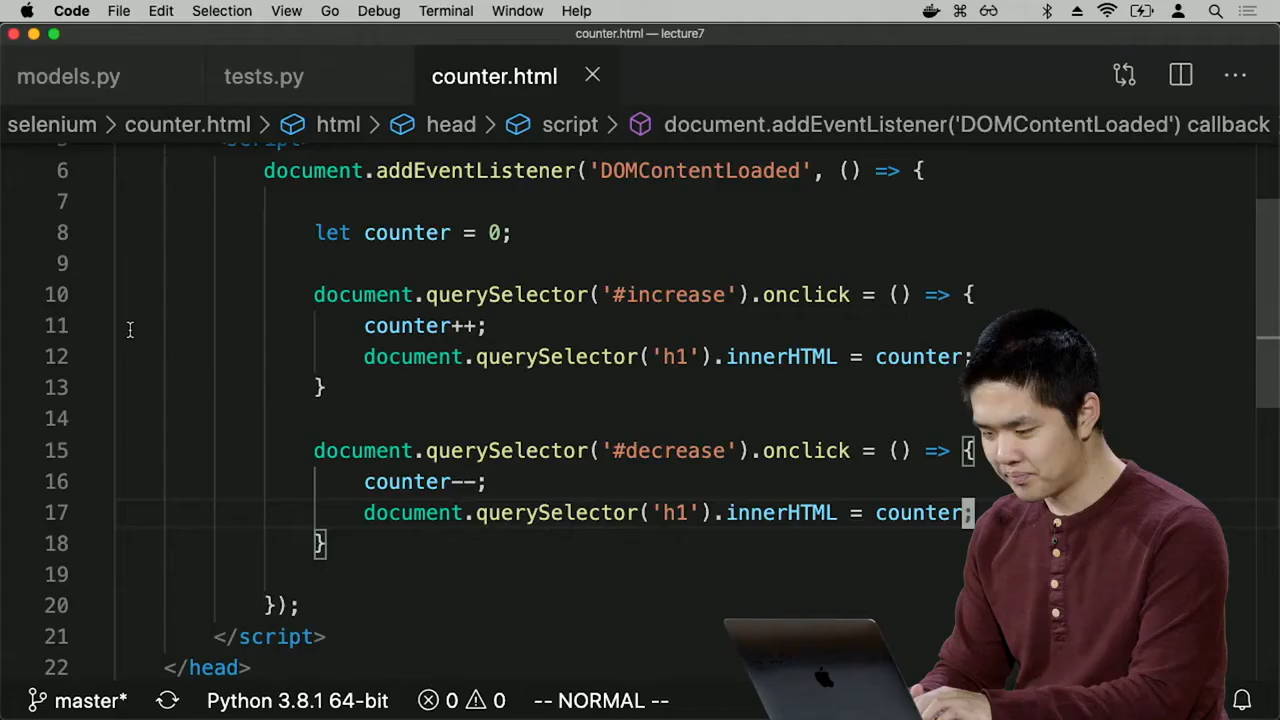 Code File Edit Selection View Go Debug Terminal Window Help
counter.html — lecture7
models.py tests.py counter.html
selenium > counter.html > html > head > script > document.addEventListener('DOMContentLoaded') callback
<script>
6 document.addEventListener('DOMContentLoaded', () => {
7
8 let counter = 0;
9
10 document.querySelector('#increase').onclick = () => {
11 counter++;
12 document.querySelector('h1').innerHTML = counter;
13 }
14
15 document.querySelector('#decrease').onclick = () => {
16 counter--;
17 document.querySelector('h1').innerHTML = counter;
18 }
19
20 });
21 </script>
22 </head>
master* Python 3.8.1 64-bit 0 0 -- NORMAL --